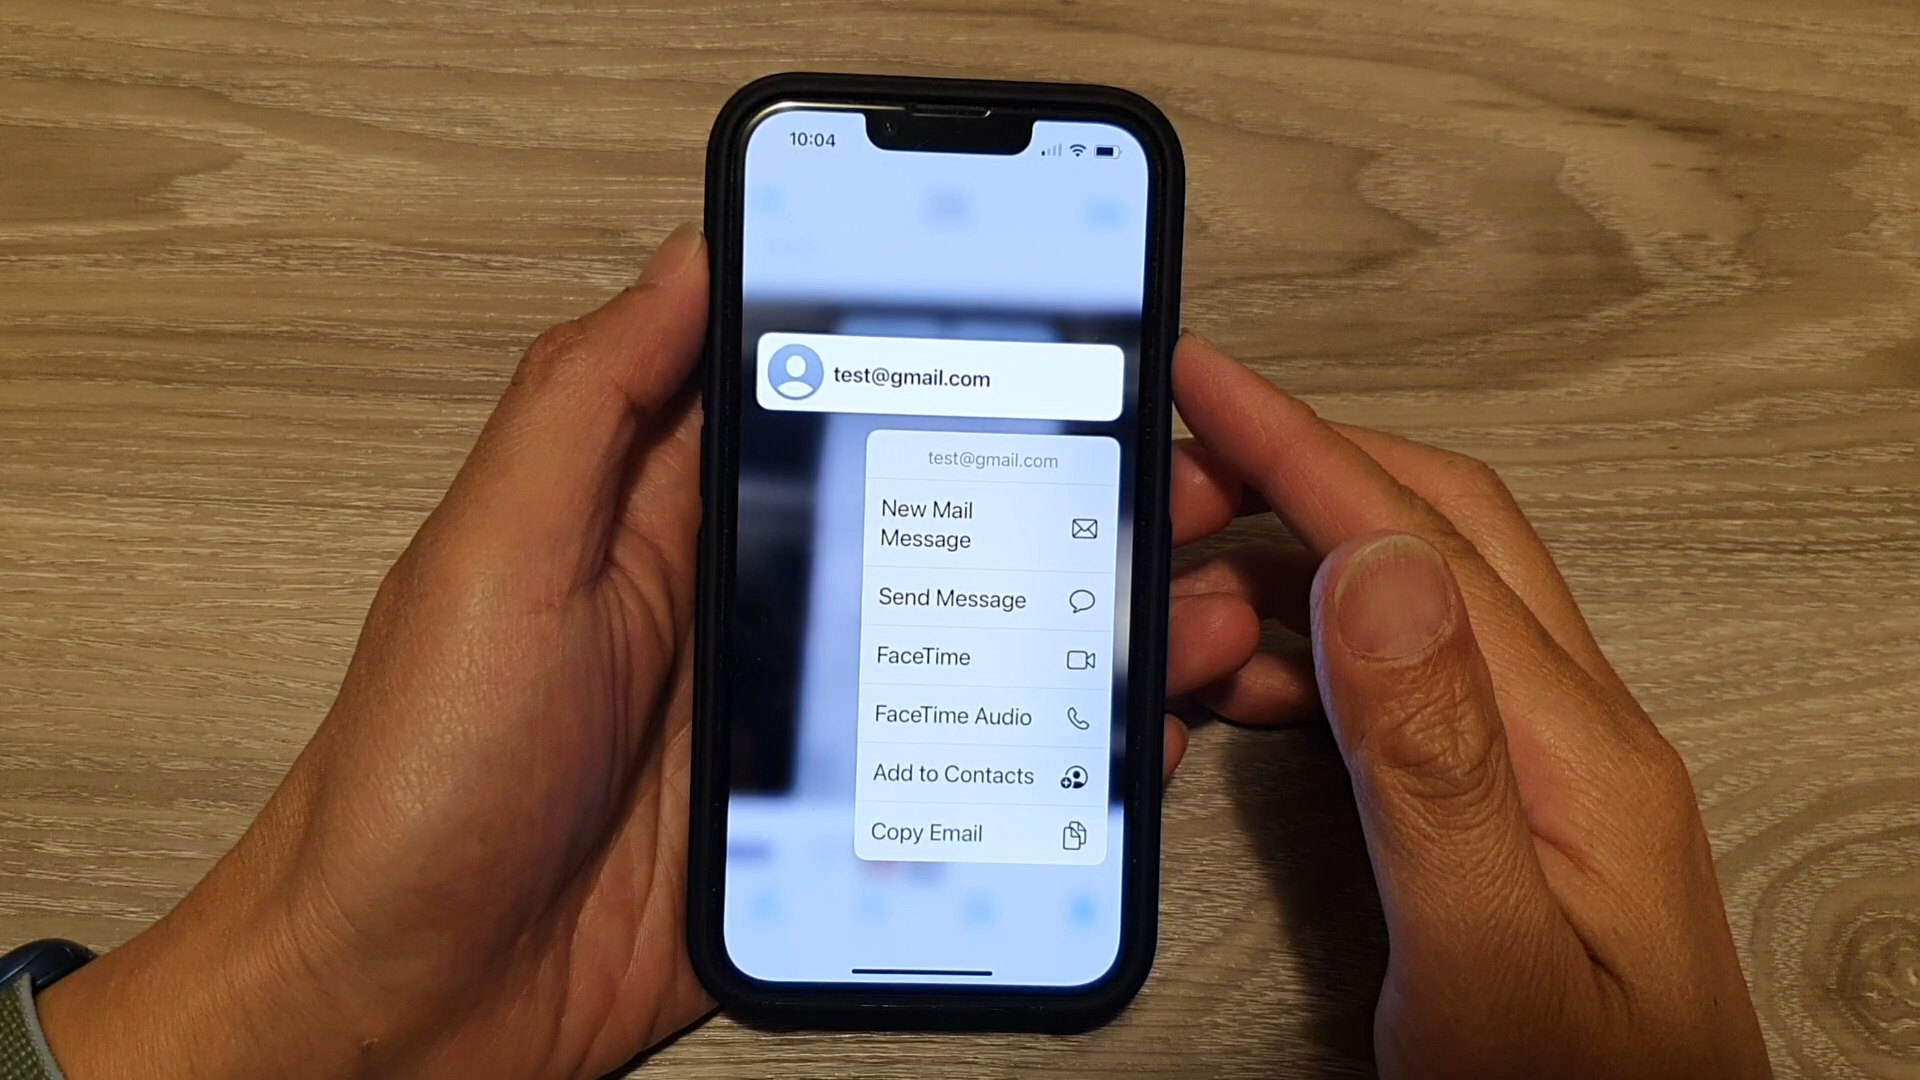 10:04
test@gmail.com
test@gmail.com
New Mail
Message
Send Message
FaceTime
FaceTime Audio
Add to Contacts
Copy Email